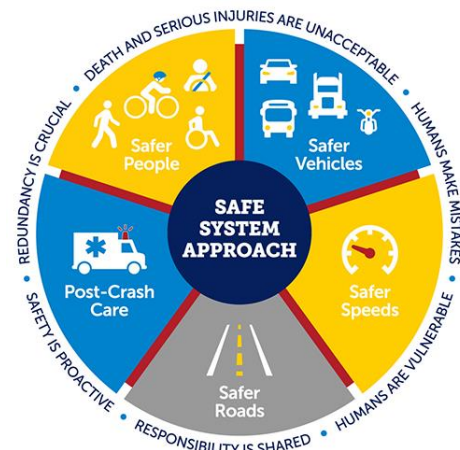 DEATH AND SERIOUS INJURIES ARE UNACCEPTABLE
HUMANS MAKE MISTAKES
HUMANS ARE VULNERABLE
RESPONSIBILITY IS SHARED
SAFETY IS PROACTIVE
REDUNDANCY IS CRUCIAL
Safer
People
Safer
Vehicles
SAFE
SYSTEM
APPROACH
Post-Crash
Care
Safer
Speeds
Safer
Roads